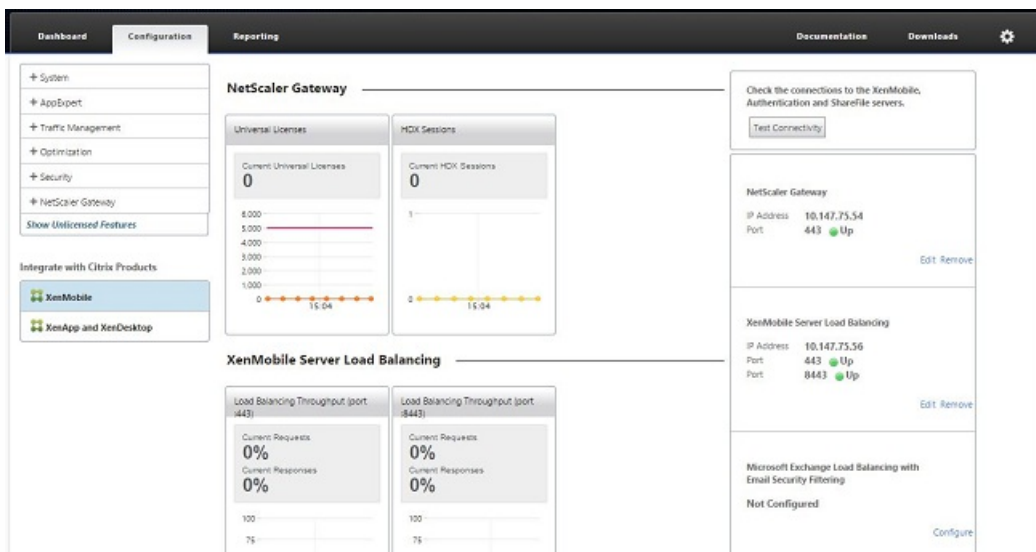 Dashboard
Configuration
Reporting
Documentation
Downloads
+ System
+ AppExpert
+ Traffic Management
+ Optimization
+ Security
+ NetScaler Gateway
Show Unlicensed Features
Integrate with Citrix Products
XenMobile
XenApp and XenDesktop
NetScaler Gateway
Universal Licenses
Current Universal Licenses
0
6,000
5,000
4,000
3,000
2,000
1,000
0
15:04
HDX Sessions
Current HDX Sessions
0
1
0
15:04
XenMobile Server Load Balancing
Load Balancing Throughput (port
:443)
Current Requests
0%
Current Responses
0%
100
75
Load Balancing Throughput (port
:8443)
Current Requests
0%
Current Responses
0%
100
75
Check the connections to the XenMobile,
Authentication and ShareFile servers.
Test Connectivity
NetScaler Gateway
IP Address 10.147.75.54
Port 443 Up
Edit Remove
XenMobile Server Load Balancing
IP Address 10.147.75.56
Port 443 Up
Port 8443 Up
Edit Remove
Microsoft Exchange Load Balancing with
Email Security Filtering
Not Configured
Configure